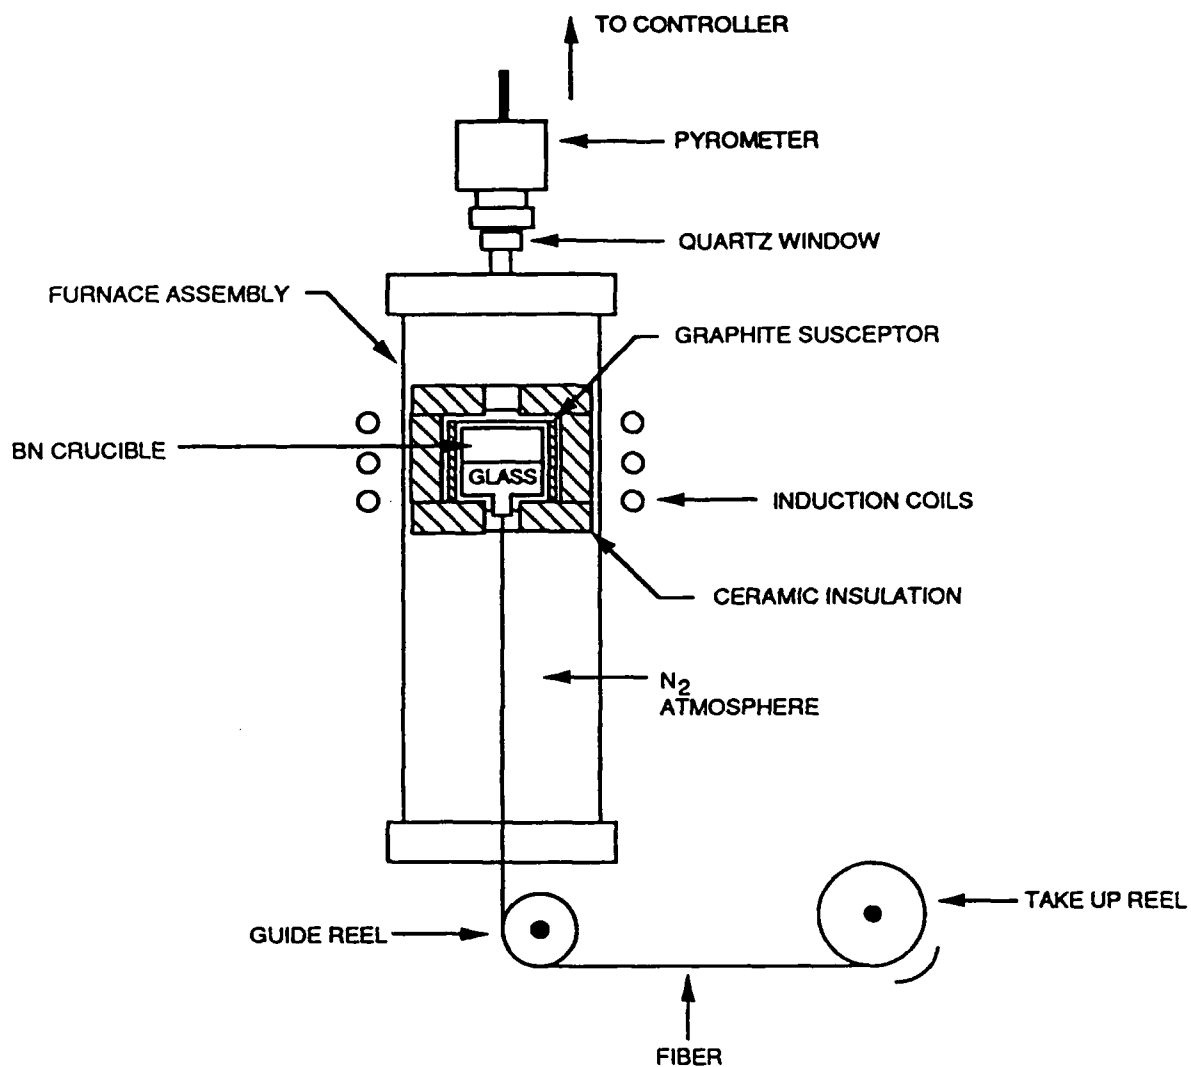 TO CONTROLLER
PYROMETER
QUARTZ WINDOW
FURNACE ASSEMBLY
GRAPHITE SUSCEPTOR
BN CRUCIBLE
GLASS
INDUCTION COILS
CERAMIC INSULATION
N2
ATMOSPHERE
TAKE UP REEL
GUIDE REEL
FIBER